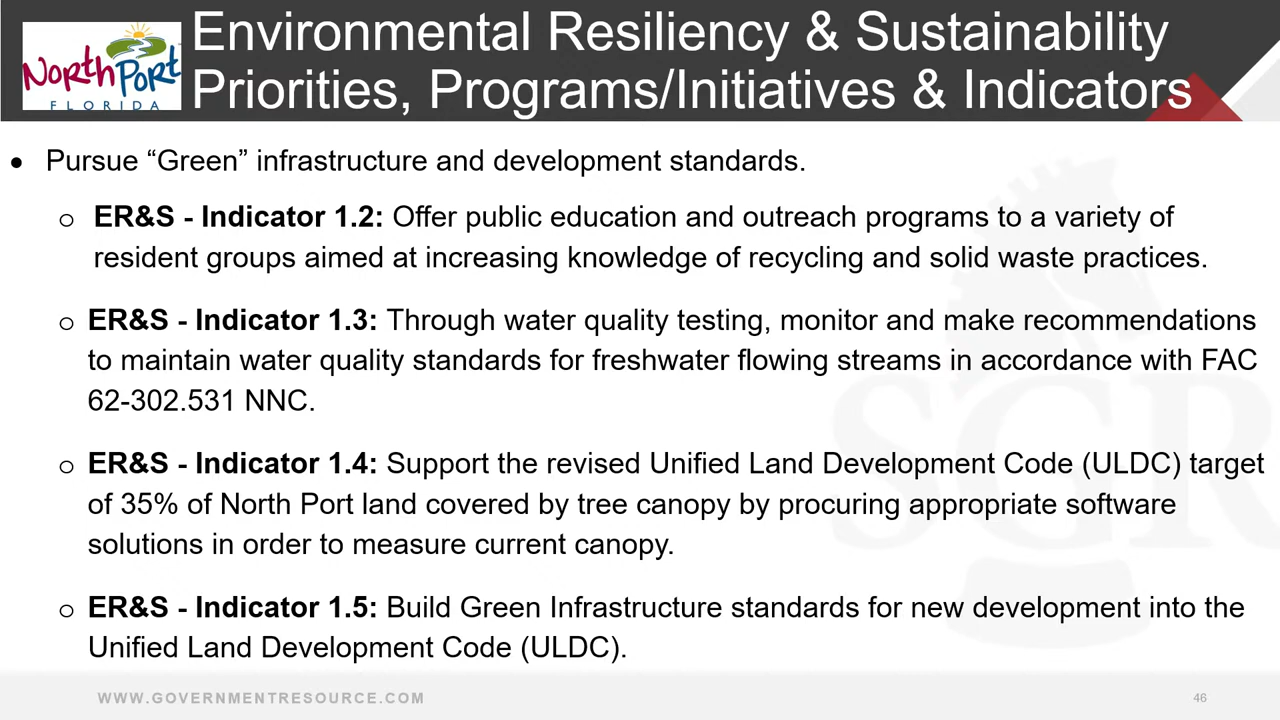 Environmental Resiliency & Sustainability
Priorities, Programs/Initiatives & Indicators
North Port
FLORIDA
• Pursue “Green” infrastructure and development standards.
o ER&S - Indicator 1.2: Offer public education and outreach programs to a variety of
resident groups aimed at increasing knowledge of recycling and solid waste practices.
o ER&S - Indicator 1.3: Through water quality testing, monitor and make recommendations
to maintain water quality standards for freshwater flowing streams in accordance with FAC
62-302.531 NNC.
o ER&S - Indicator 1.4: Support the revised Unified Land Development Code (ULDC) target
of 35% of North Port land covered by tree canopy by procuring appropriate software
solutions in order to measure current canopy.
o ER&S - Indicator 1.5: Build Green Infrastructure standards for new development into the
Unified Land Development Code (ULDC).
SGR
WWW.GOVERNMENTRESOURCE.COM
46